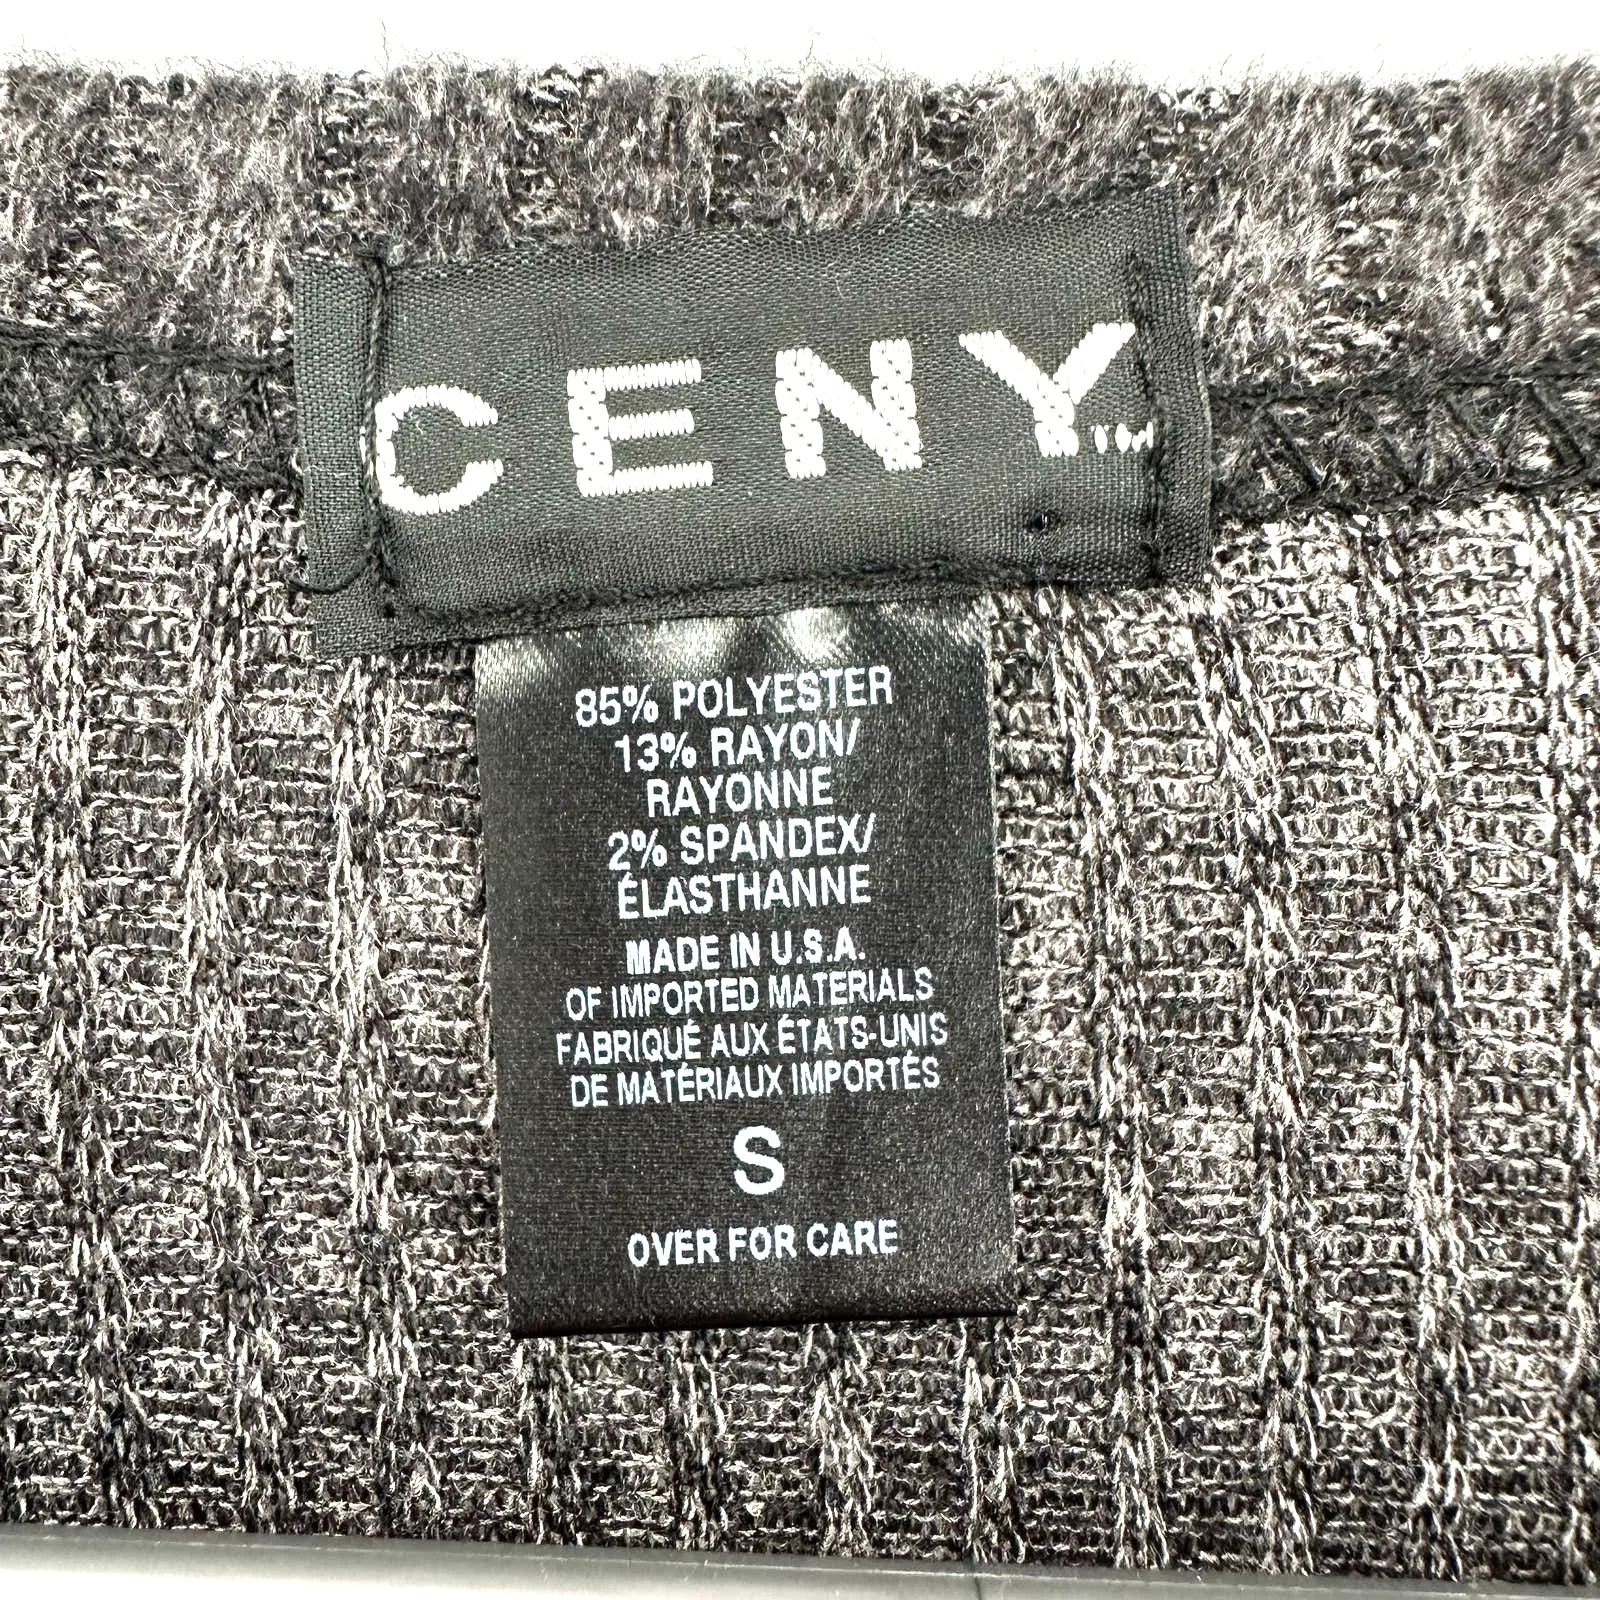 CENY
85% POLYESTER
13% RAYON/
RAYONNE
2% SPANDEX/
ÉLASTHANNE
MADE IN U.S.A.
OF IMPORTED MATERIALS
FABRIQUÉ AUX ÉTATS-UNIS
DE MATÉRIAUX IMPORTÉS
S
OVER FOR CARE